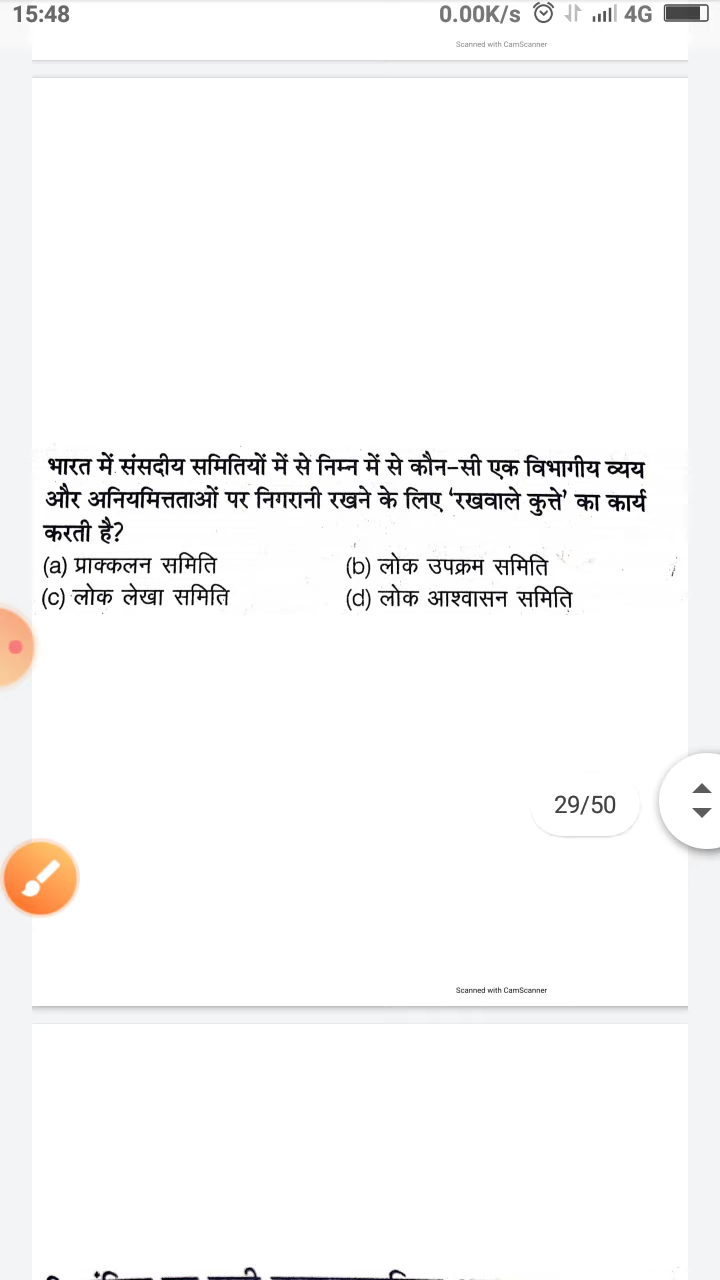 15:48 0.00K/s 4G
Scanned with CamScanner
भारत में संसदीय समितियों में से निम्न में से कौन-सी एक विभागीय व्यय
और अनियमित्तताओं पर निगरानी रखने के लिए ‘रखवाले कुत्ते’ का कार्य
करती है?
(a) प्राक्कलन समिति (b) लोक उपक्रम समिति
(c) लोक लेखा समिति (d) लोक आश्वासन समिति
29/50
Scanned with CamScanner